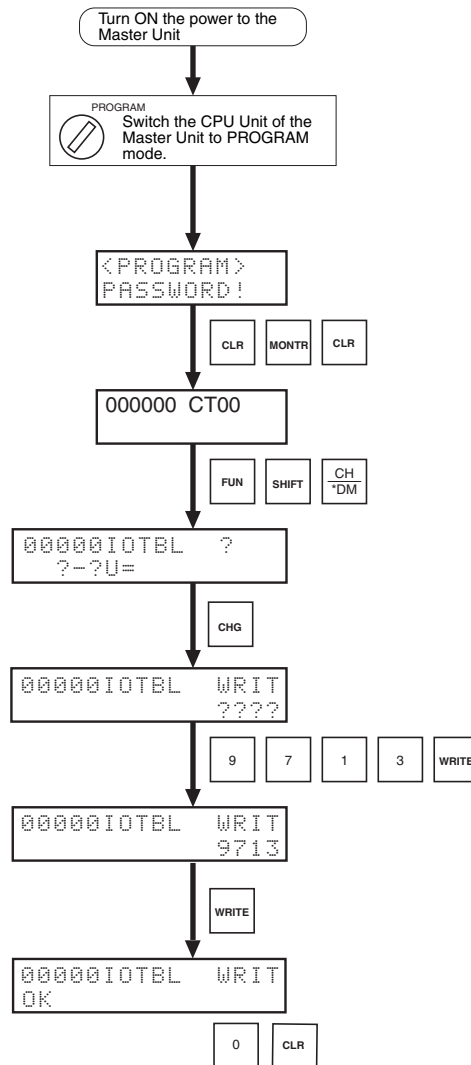 Turn ON the power to the
Master Unit
PROGRAM
Switch the CPU Unit of the
Master Unit to PROGRAM
mode.
<PROGRAM>
PASSWORD!
CLR MONTR CLR
000000 CT00
FUN SHIFT CH
*DM
00000IOTBL ?
?-?U=
CHG
00000IOTBL WRIT
????
9 7 1 3 WRITE
00000IOTBL WRIT
9713
WRITE
00000IOTBL WRIT
OK
0 CLR